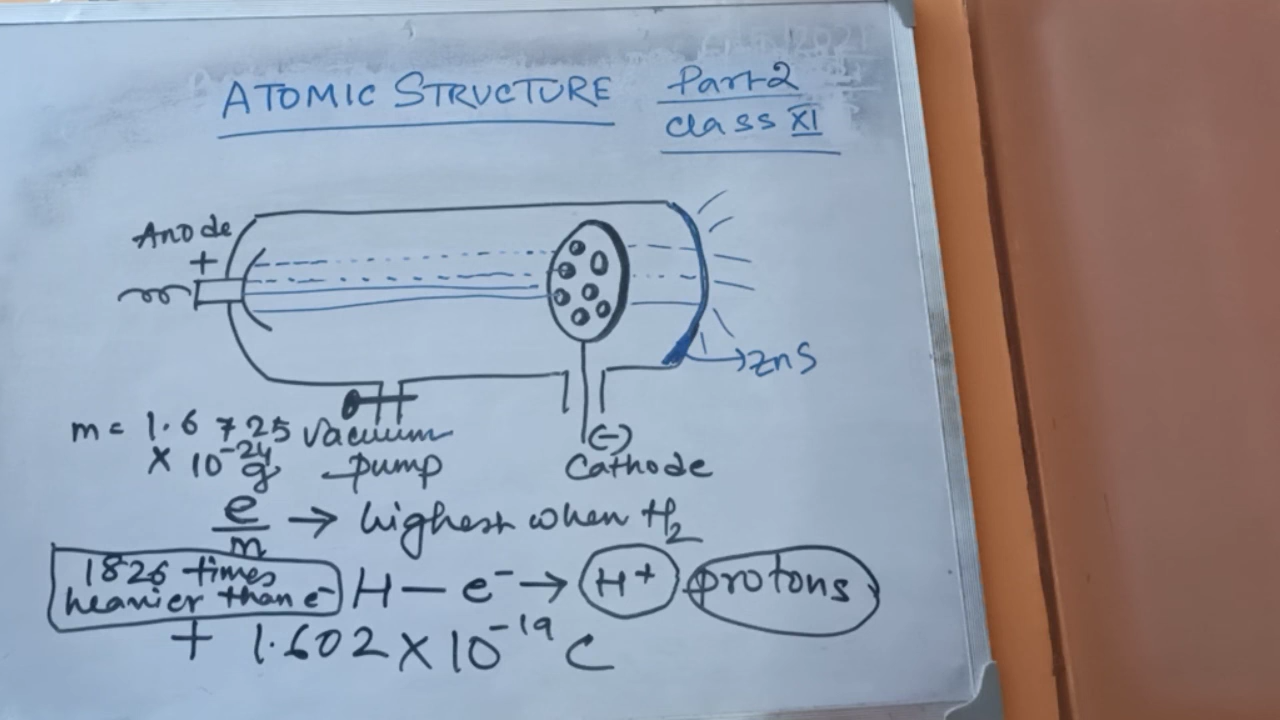 ATOMIC STRUCTURE Part-2
class XI
Anode
+
ZnS
(-)
Cathode
Vacuum
pump
m = 1.6725
X 10⁻²⁴ g
e/m → highest when H₂
1826 times
heavier than e⁻
H — e⁻ → H⁺ protons
+ 1.602 X 10⁻¹⁹ C